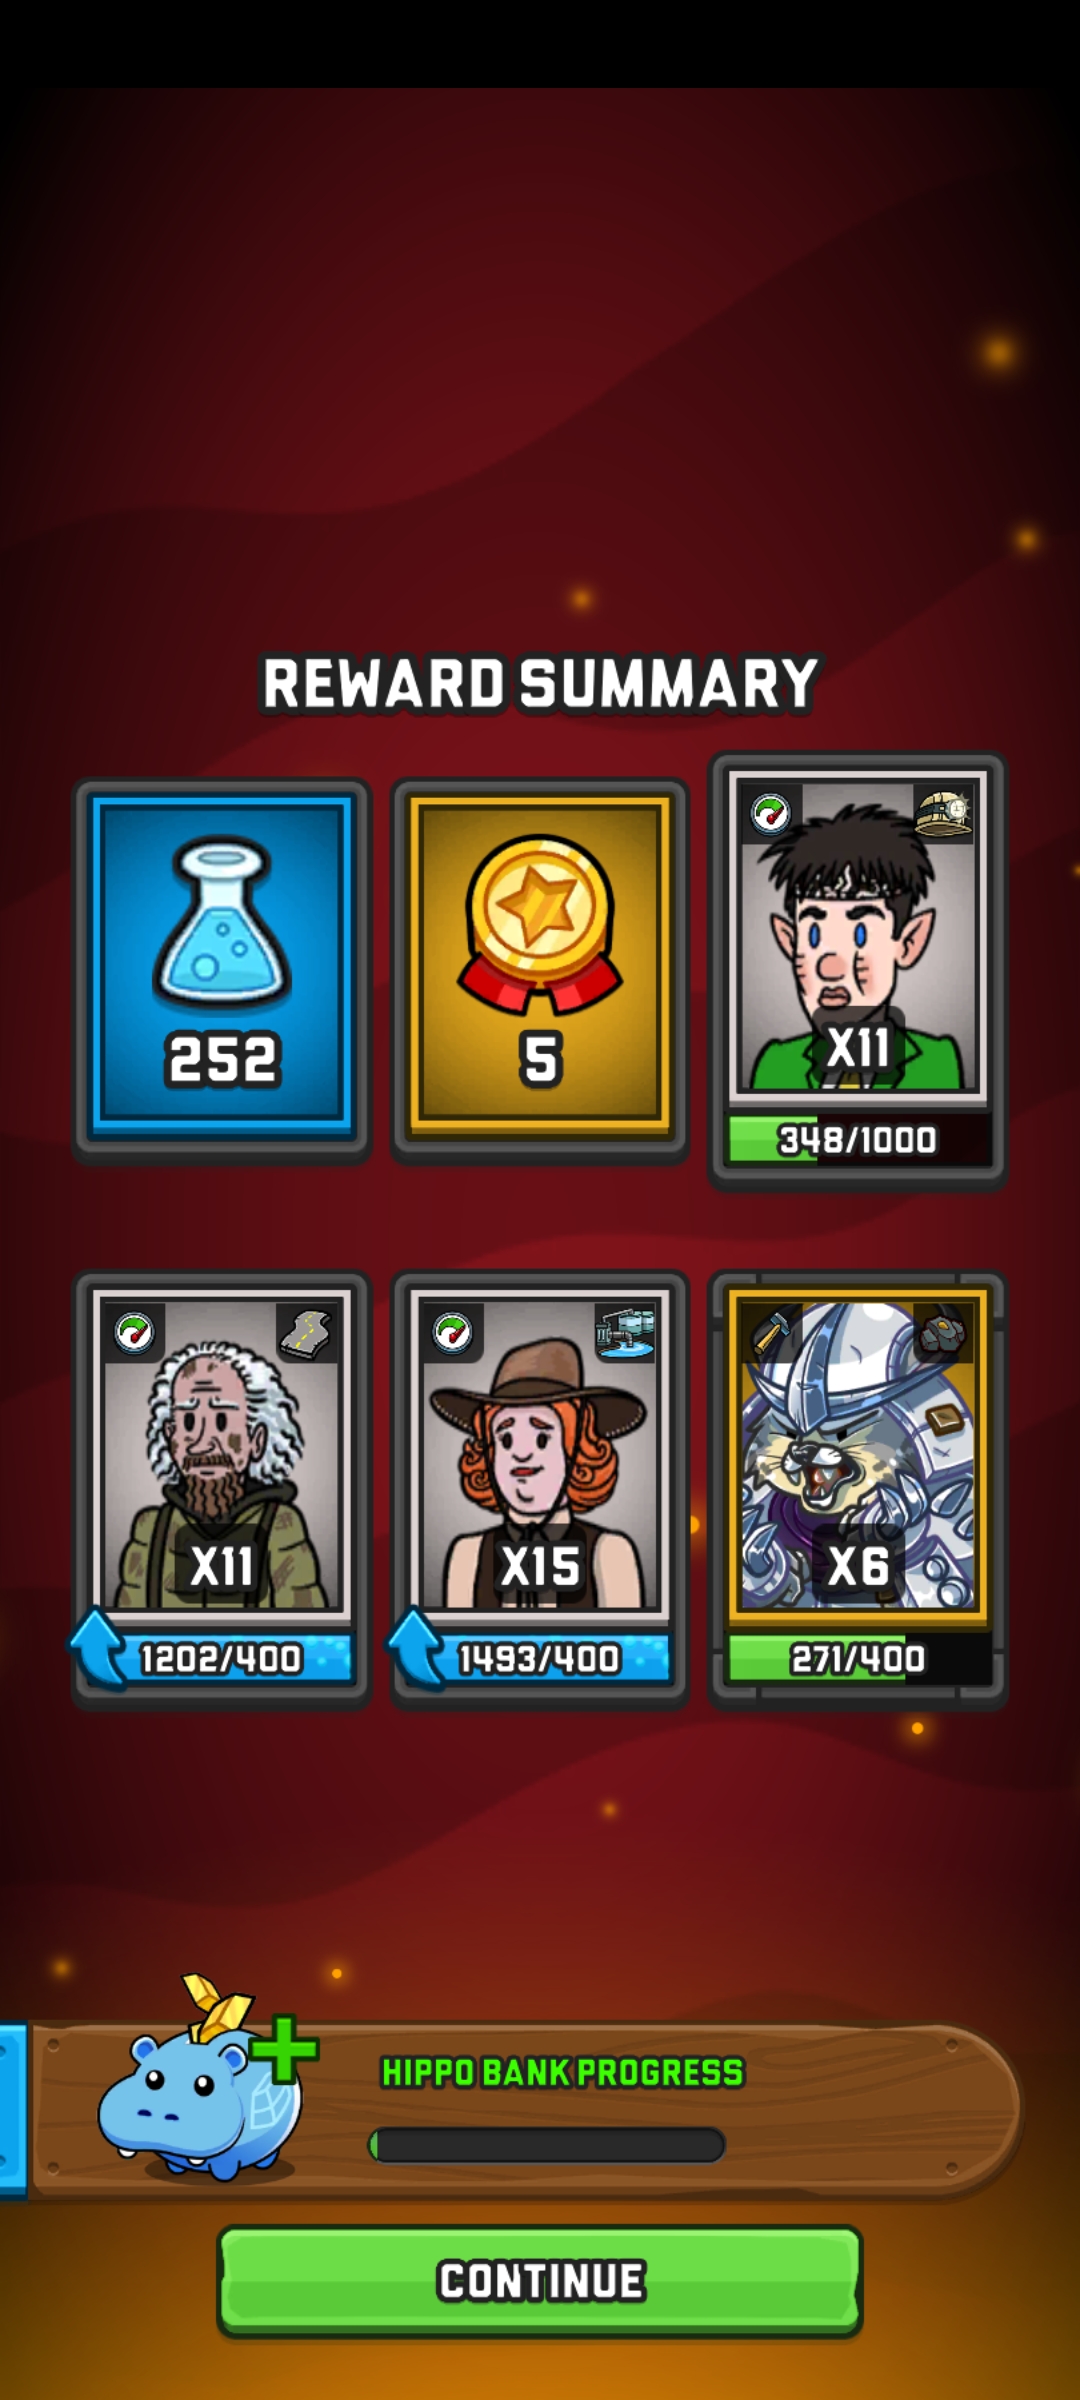 REWARD SUMMARY
252
5
X11
348/1000
X11
1202/400
X15
1493/400
X6
271/400
HIPPO BANK PROGRESS
CONTINUE